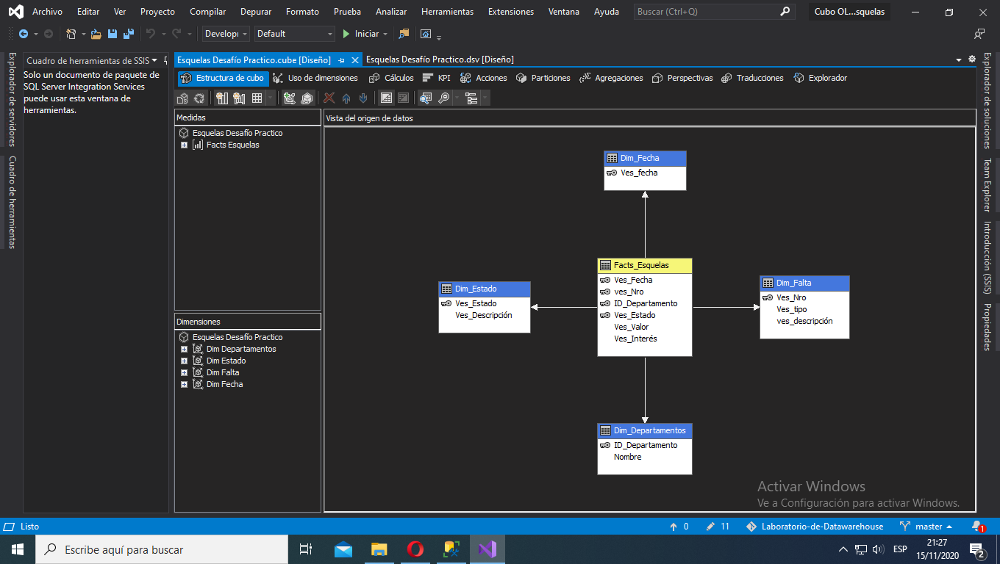 Archivo Editar Ver Proyecto Compilar Depurar Formato Prueba Analizar Herramientas Extensiones Ventana Ayuda Buscar (Ctrl+Q) Cubo OL...squelas
Developi Default Iniciar
Explorador de servidores
Cuadro de herramientas
Cuadro de herramientas de SSIS
Solo un documento de paquete de
SQL Server Integration Services
puede usar esta ventana de
herramientas.
Esquelas Desafío Practico.cube [Diseño] Esquelas Desafío Practico.dsv [Diseño]
Estructura de cubo Uso de dimensiones Cálculos KPI Acciones Particiones Agregaciones Perspectivas Traducciones Explorador
Medidas
Esquelas Desafío Practico
Facts Esquelas
Dimensiones
Esquelas Desafío Practico
Dim Departamentos
Dim Estado
Dim Falta
Dim Fecha
Vista del origen de datos
Dim_Fecha
Ves_fecha
Facts_Esquelas
Ves_Fecha
ves_Nro
ID_Departamento
Ves_Estado
Ves_Valor
Ves_Interés
Dim_Estado
Ves_Estado
Ves_Descripción
Dim_Falta
Ves_Nro
Ves_tipo
ves_descripción
Dim_Departamentos
ID_Departamento
Nombre
Activar Windows
Ve a Configuración para activar Windows.
Explorador de soluciones
Team Explorer
Introducción (SSIS)
Propiedades
Listo 0 11 Laboratorio-de-Datawarehouse master 1
Escribe aquí para buscar ESP 21:27
15/11/2020 2